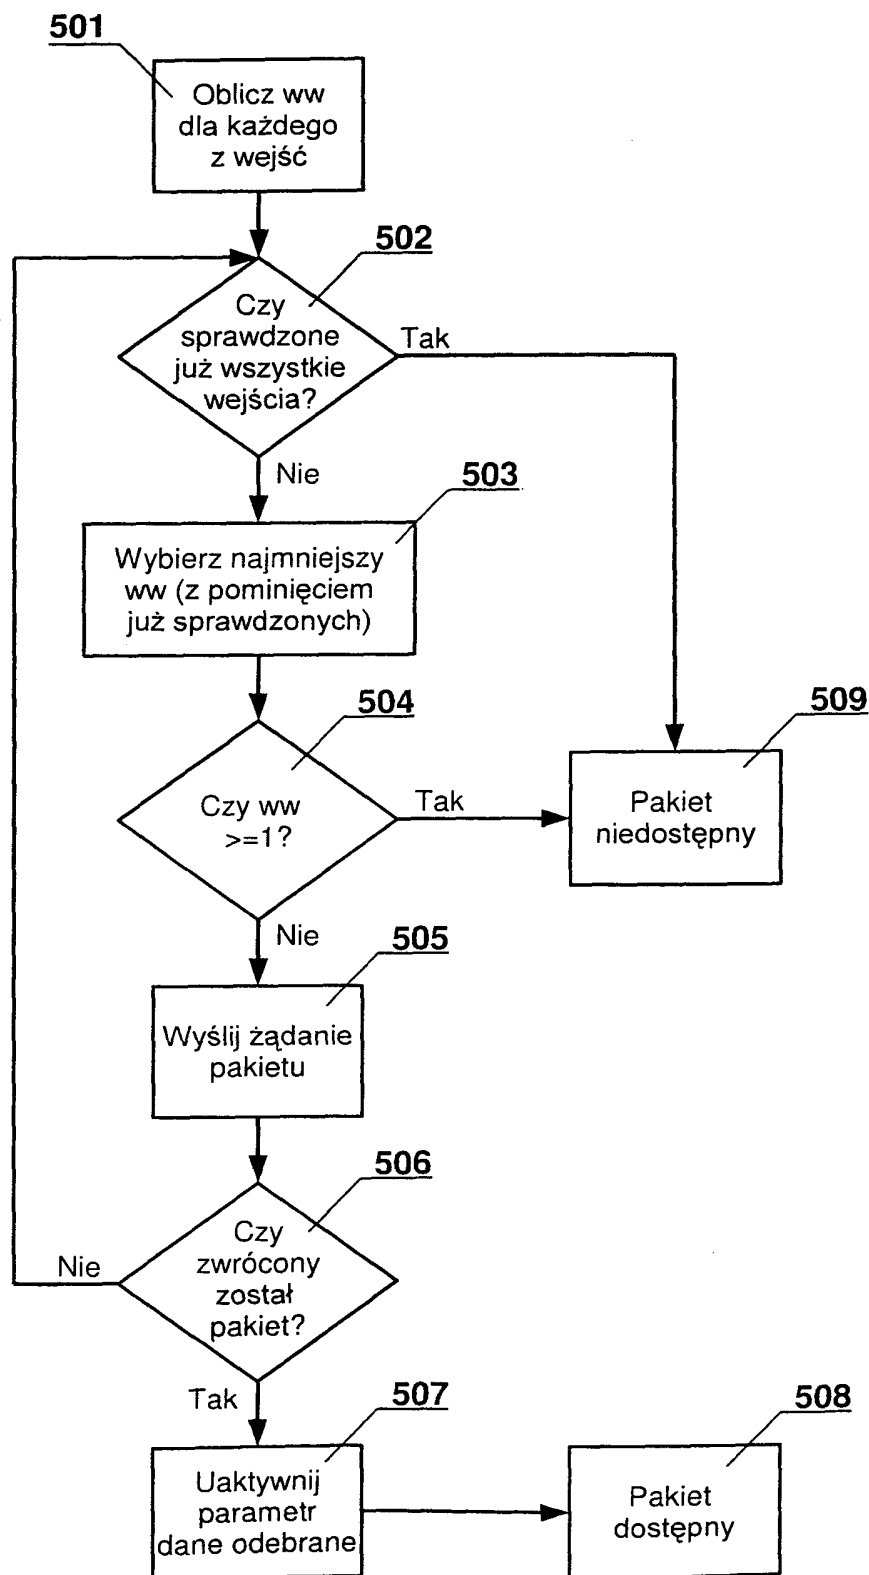 501
Oblicz ww
dla każdego
z wejść
502
Czy
sprawdzone
już wszystkie
wejścia?
Tak
Nie
503
Wybierz najmniejszy
ww (z pominięciem
już sprawdzonych)
504
Czy ww
>=1?
Tak
509
Pakiet
niedostępny
Nie
505
Wyślij żądanie
pakietu
506
Czy
zwrócony
został
pakiet?
Nie
Tak
507
Uaktywnij
parametr
dane odebrane
508
Pakiet
dostępny